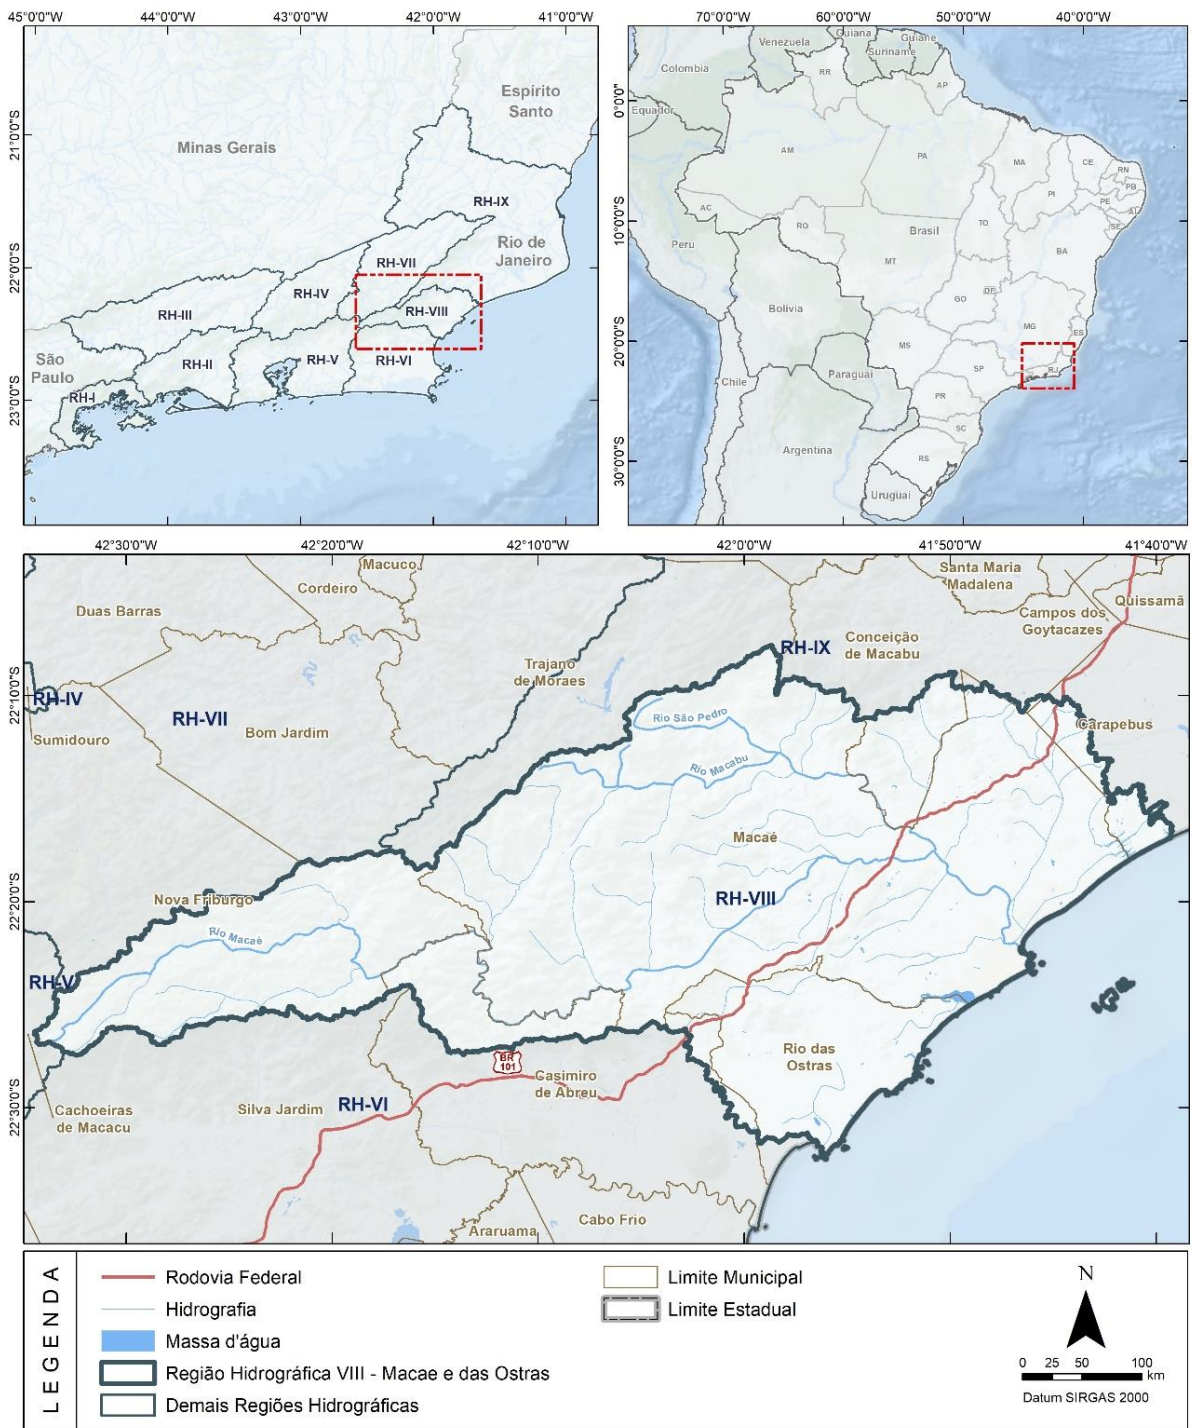 45°0'0"W
44°0'0"W
43°0'0"W
42°0'0"W
41°0'0"W
21°0'0"S
22°0'0"S
23°0'0"S
Espírito
Santo
Minas Gerais
RH-IX
Rio de
Janeiro
RH-VII
RH-IV
RH-III
RH-VIII
São
Paulo
RH-II
RH-V
RH-VI
RH-I
70°0'0"W
60°0'0"W
50°0'0"W
40°0'0"W
0°0'0"
10°0'0"S
20°0'0"S
30°0'0"S
Venezuela
Guiana
Guiane
Suriname
Colombia
RR
AP
Equador
AM
PA
MA
CE
RN
PB
PI
PE
AL
SE
AC
TO
RO
Brasil
BA
Peru
MT
DF
GO
Bolívia
MG
ES
MS
SP
RJ
Paraguai
Chile
PR
SC
Argentina
RS
Uruguai
42°30'0"W
42°20'0"W
42°10'0"W
42°0'0"W
41°50'0"W
41°40'0"W
22°10'0"S
22°20'0"S
22°30'0"S
Macuco
Cordeiro
Duas Barras
Santa Maria
Madalena
Quissamã
Campos dos
Goytacazes
Conceição
de Macabu
RH-IX
Trajano
de Moraes
RH-IV
RH-VII
Rio São Pedro
Carapebus
Sumidouro
Bom Jardim
Rio Macabu
Macaé
Nova Friburgo
RH-VIII
Rio Macaé
RH-V
Rio das
Ostras
BR
101
Casimiro
de Abreu
RH-VI
Silva Jardim
Cachoeiras
de Macacu
Cabo Frio
Araruama
LEGENDA
Rodovia Federal
Hidrografia
Massa d'água
Região Hidrográfica VIII - Macae e das Ostras
Demais Regiões Hidrográficas
Limite Municipal
Limite Estadual
N
0 25 50 100
km
Datum SIRGAS 2000